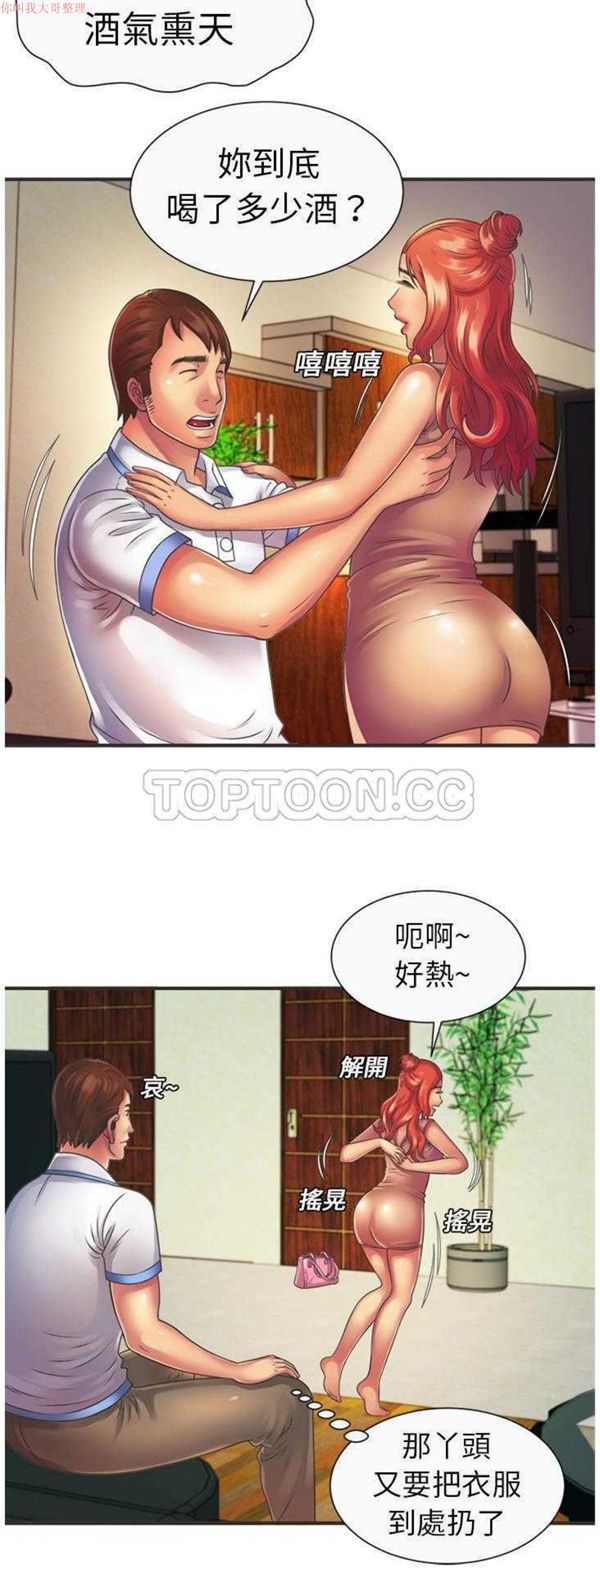 你叫我大哥整理
酒氣熏天
妳到底
喝了多少酒？
嘻嘻嘻
TOPTOON.CC
呃啊~
好熱~
解開
哀~
搖晃
搖晃
那丫頭
又要把衣服
到處扔了